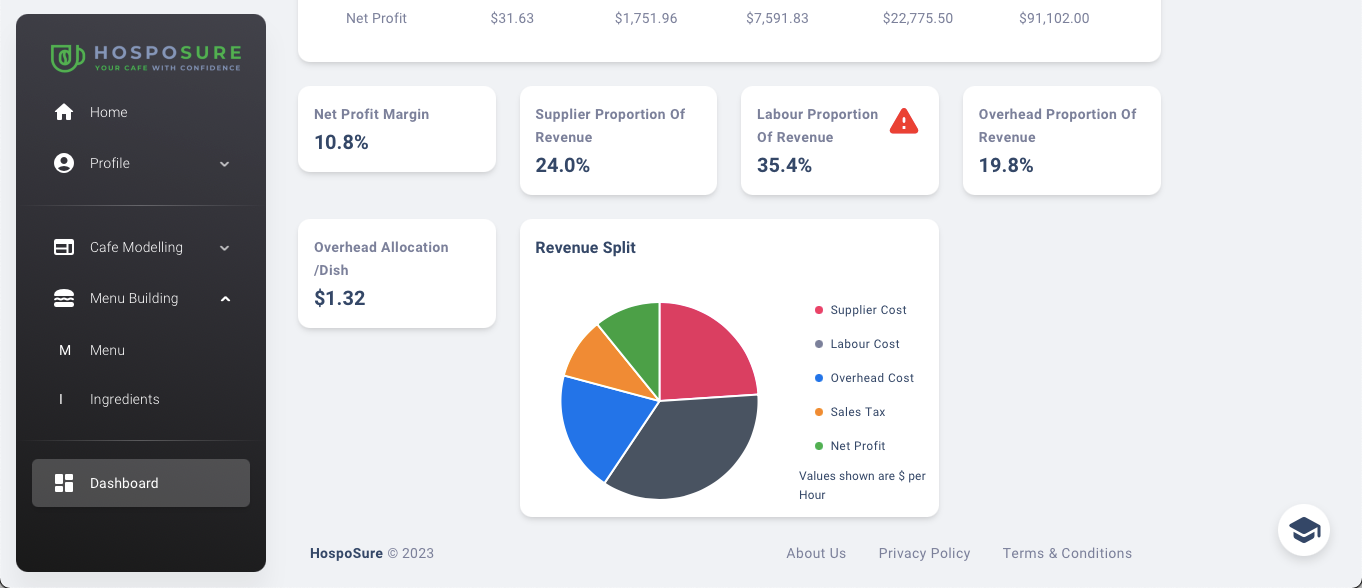 Net Profit $31.63 $1,751.96 $7,591.83 $22,775.50 $91,102.00
HOSPOSURE
YOUR CAFE WITH CONFIDENCE
Home
Profile
Cafe Modelling
Menu Building
M Menu
I Ingredients
Dashboard
Net Profit Margin
10.8%
Supplier Proportion Of
Revenue
24.0%
Labour Proportion
Of Revenue
35.4%
Overhead Proportion Of
Revenue
19.8%
Overhead Allocation
/Dish
$1.32
Revenue Split
Supplier Cost
Labour Cost
Overhead Cost
Sales Tax
Net Profit
Values shown are $ per
Hour
HospoSure © 2023
About Us Privacy Policy Terms & Conditions